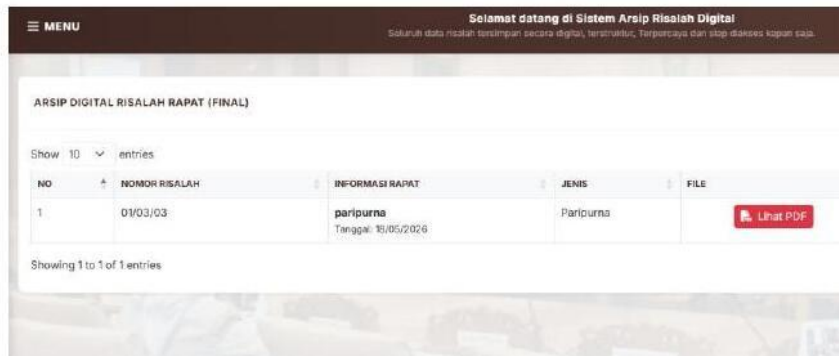 MENU
Selamat datang di Sistem Arsip Risalah Digital
Seluruh data risalah tersimpan secara digital, terstruktur, Terpercaya dan siap diakses kapan saja.
ARSIP DIGITAL RISALAH RAPAT (FINAL)
Show 10 entries
NO NOMOR RISALAH INFORMASI RAPAT JENIS FILE
1 01/03/03 paripurna Paripurna Lihat PDF
Tanggal: 18/05/2026
Showing 1 to 1 of 1 entries